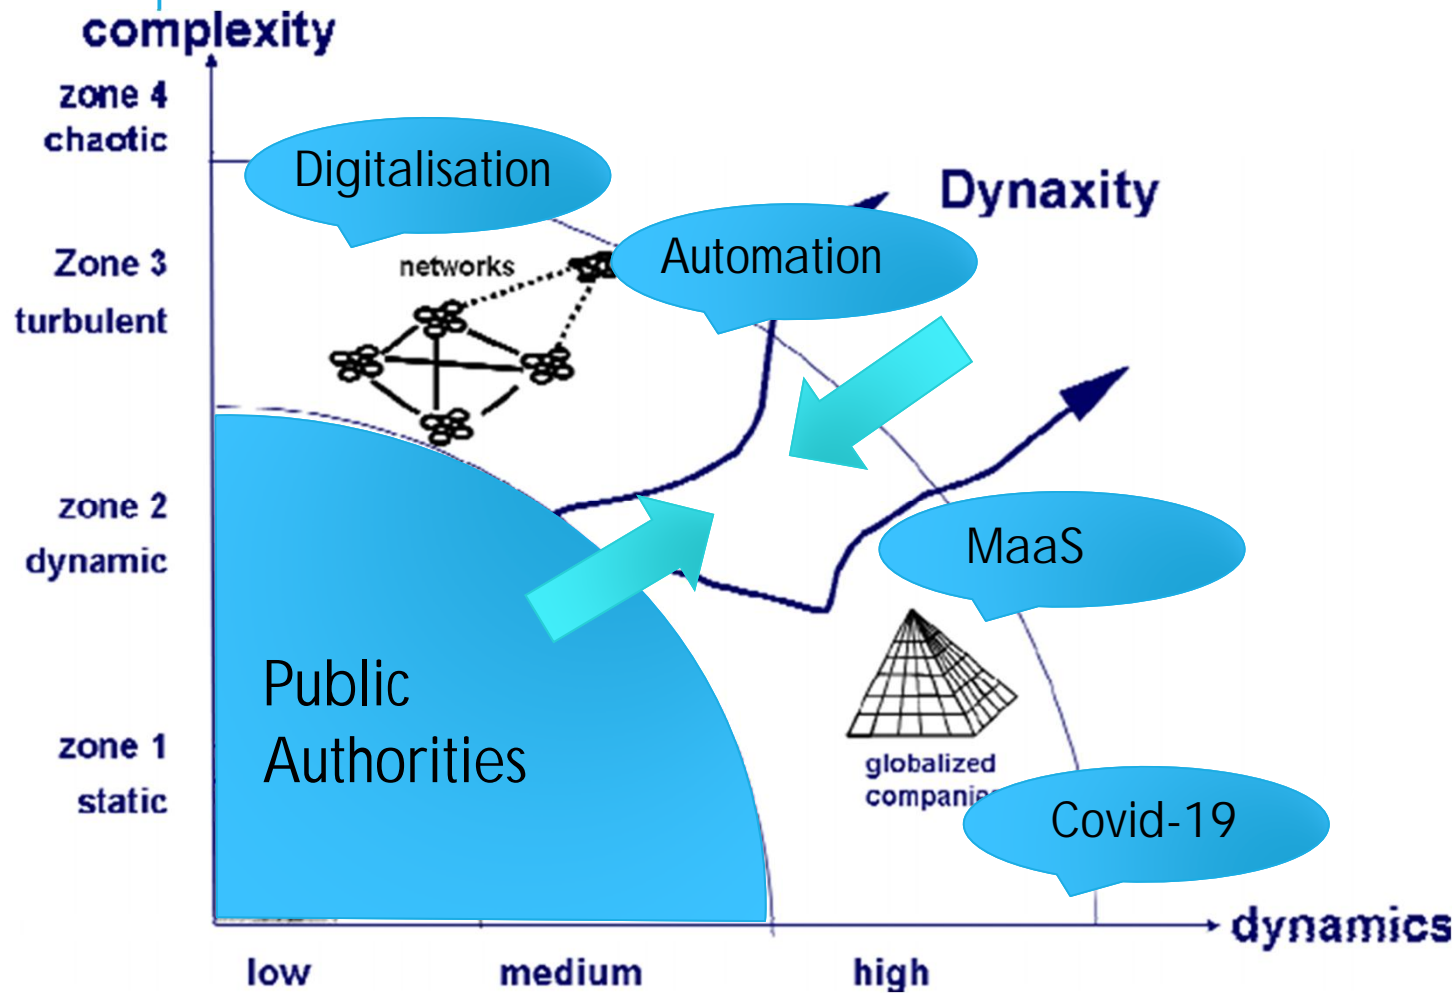 complexity
zone 4
chaotic
Digitalisation
Dynaxity
Automation
Zone 3
networks
turbulent
zone 2
dynamic
MaaS
Public
Authorities
zone 1
static
globalized
companies
Covid-19
dynamics
low
medium
high